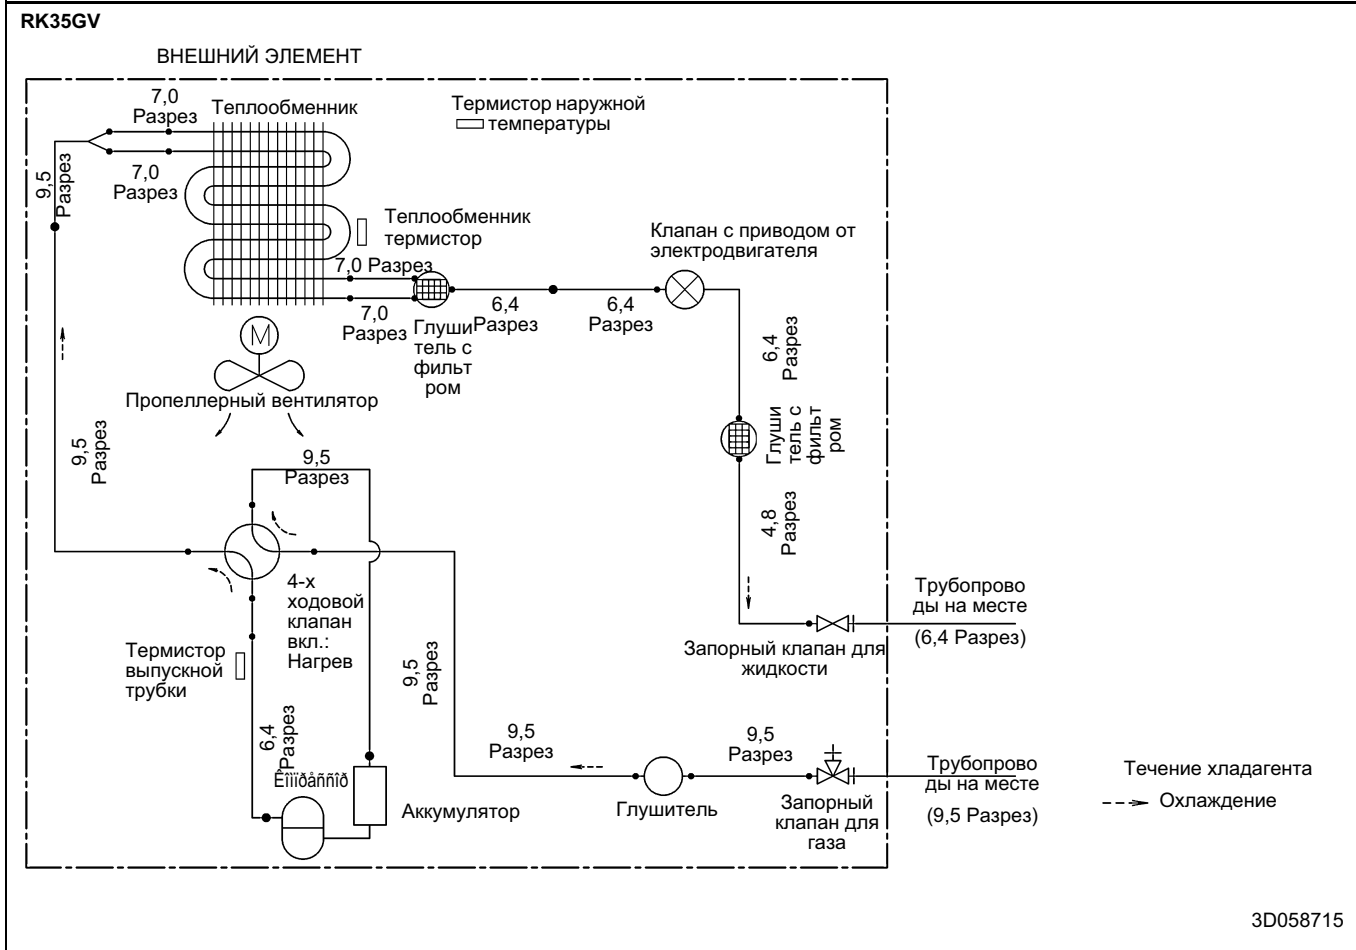 RK35GV
ВНЕШНИЙ ЭЛЕМЕНТ
7,0
Разрез
Теплообменник
Термистор наружной
температуры
7,0
Разрез
9,5
Разрез
Теплообменник
термистор
Клапан с приводом от
электродвигателя
7,0 Разрез
7,0
Разрез
6,4
Разрез
6,4
Разрез
Глуши
тель с
фильт
ром
M
Пропеллерный вентилятор
6,4
Разрез
Глуши
тель с
фильт
ром
9,5
Разрез
9,5
Разрез
4,8
Разрез
4-х
ходовой
клапан
вкл.:
Нагрев
Трубопрово
ды на месте
(6,4 Разрез)
Запорный клапан для
жидкости
Термистор
выпускной
трубки
9,5
Разрез
6,4
Разрез
Êîìïðåññîð
Аккумулятор
9,5
Разрез
Глушитель
9,5
Разрез
Запорный
клапан для
газа
Трубопрово
ды на месте
(9,5 Разрез)
Течение хладагента
Охлаждение
3D058715